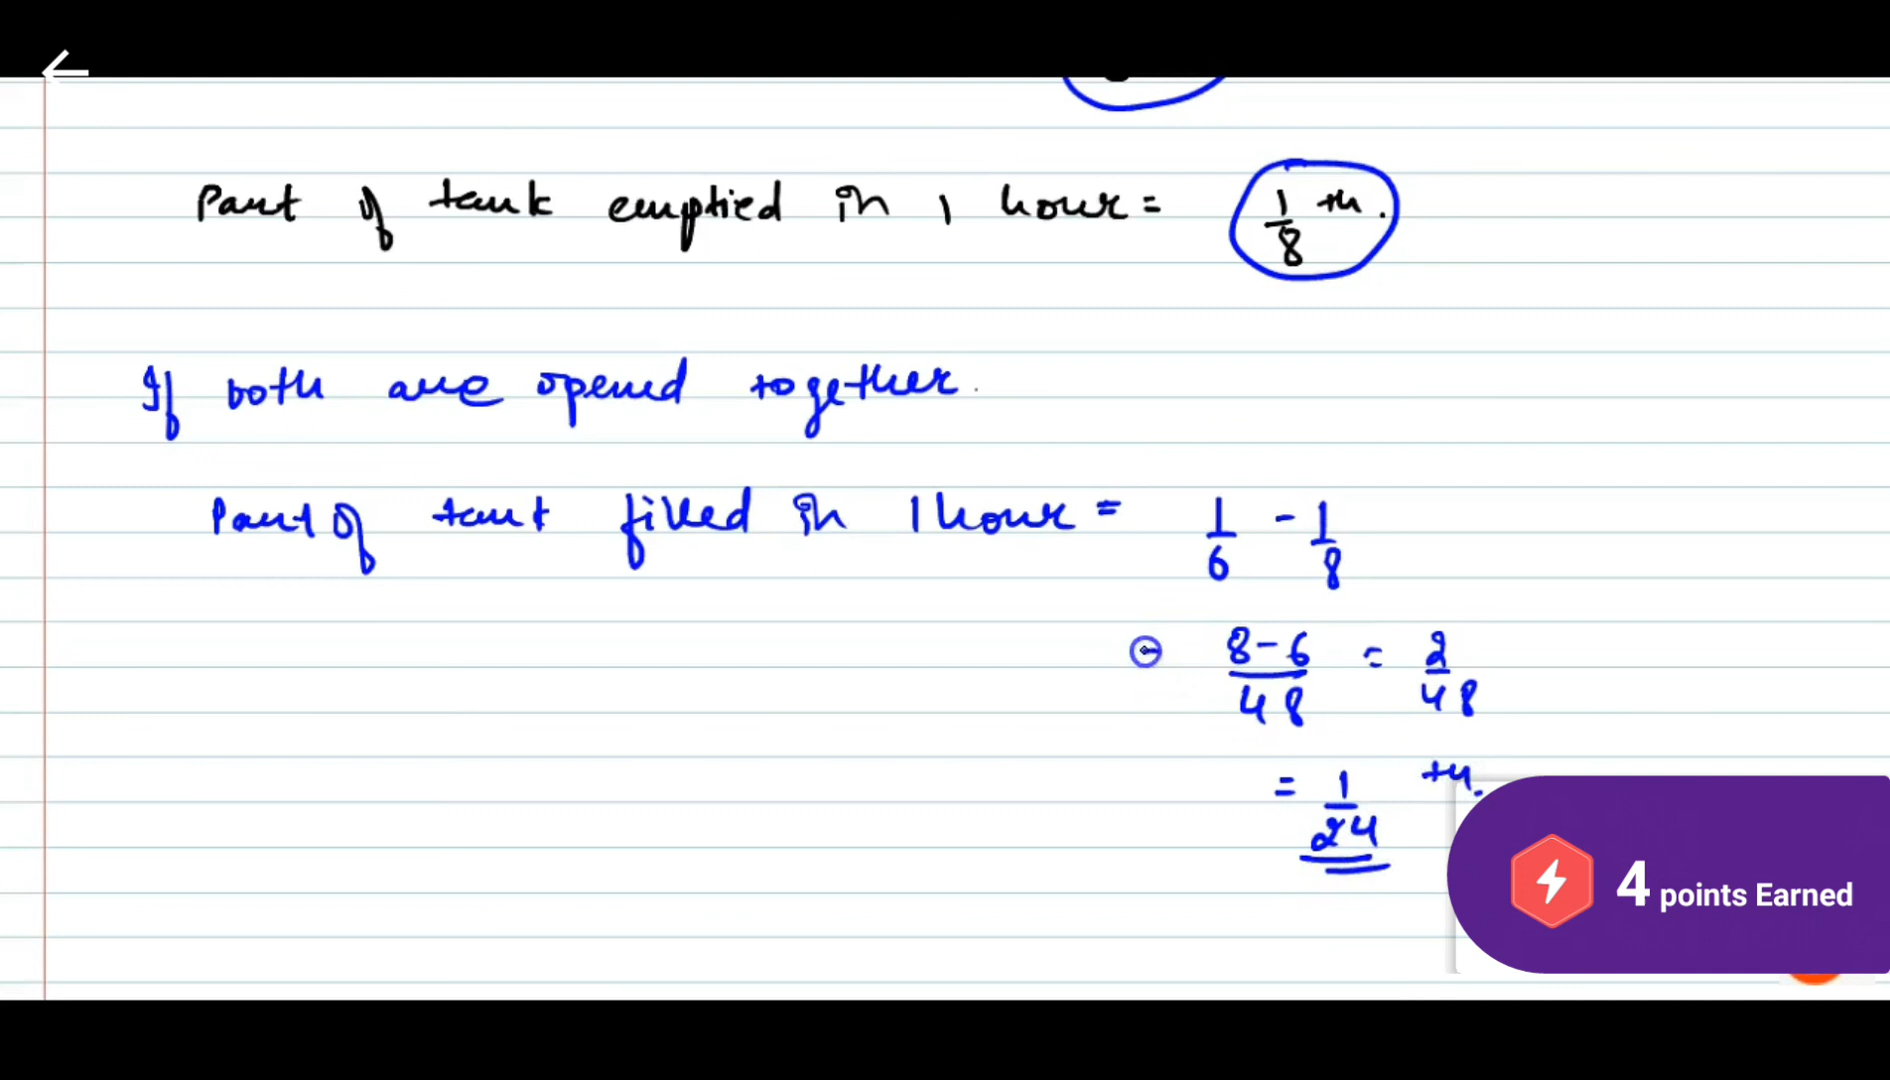 Part of tank emptied in 1 hour = 1/8 th.
If both are opened together.
Part of tant filled in 1 hour = 1/6 - 1/8
8-6/48 = 2/48
= 1/24 th.
4 points Earned